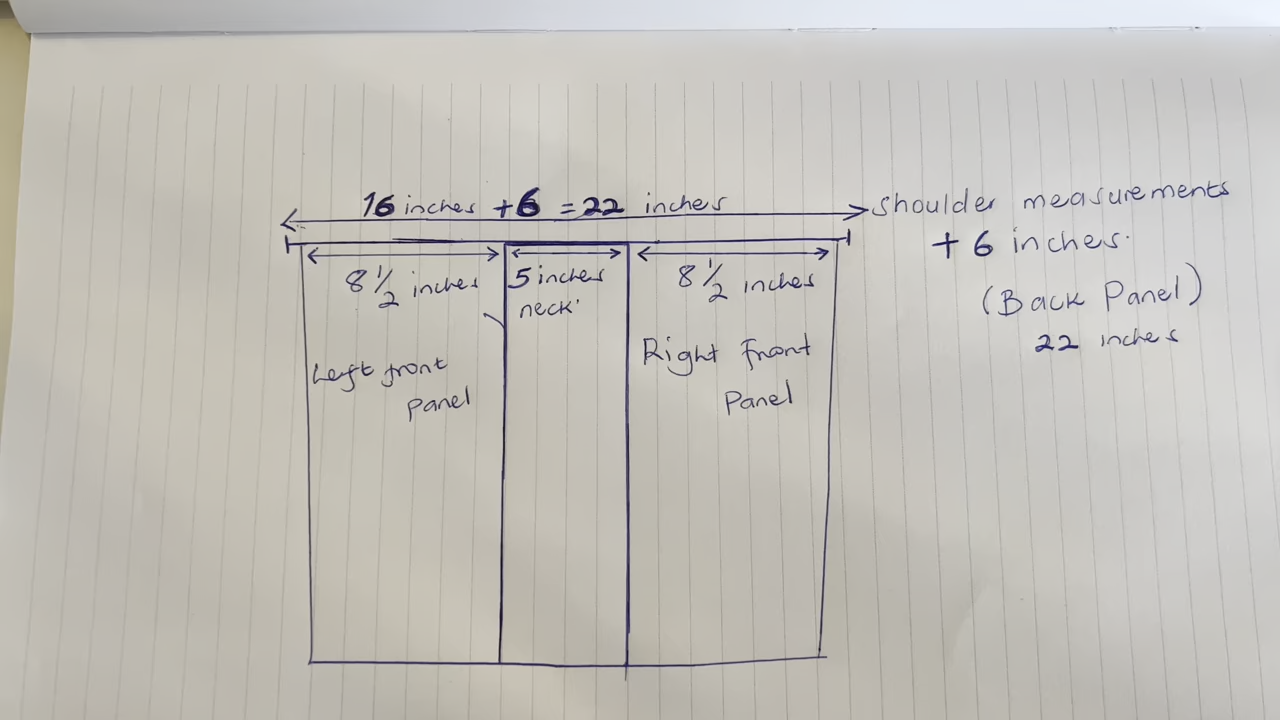 16 inches +6 = 22 inches
shoulder measurements
+ 6 inches.
(Back Panel)
22 inches
8 1/2 inches
5 inches
neck
8 1/2 inches
Left front
Panel
Right Front
Panel